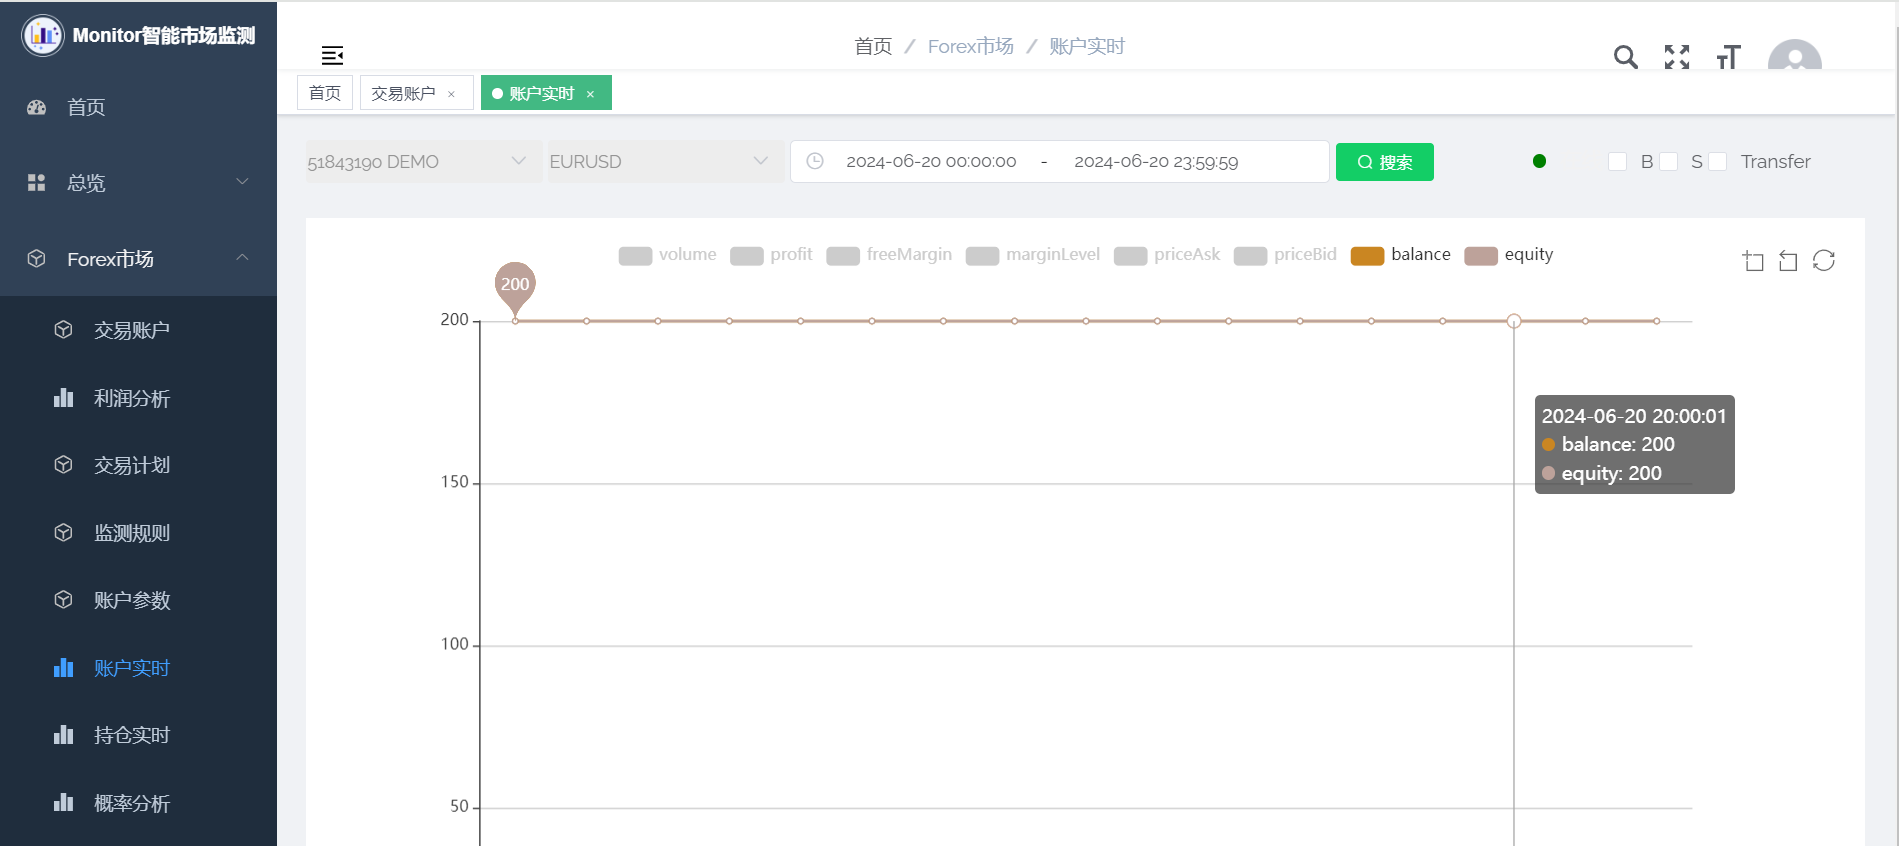 Monitor智能市场监测
首页
总览
Forex市场
交易账户
利润分析
交易计划
监测规则
账户参数
账户实时
持仓实时
概率分析
首页 / Forex市场 / 账户实时
首页 交易账户 × 账户实时 ×
51843190 DEMO EURUSD 2024-06-20 00:00:00 - 2024-06-20 23:59:59 搜索 B S Transfer
volume profit freeMargin marginLevel priceAsk priceBid balance equity
200
200
150
100
50
2024-06-20 20:00:01
balance: 200
equity: 200